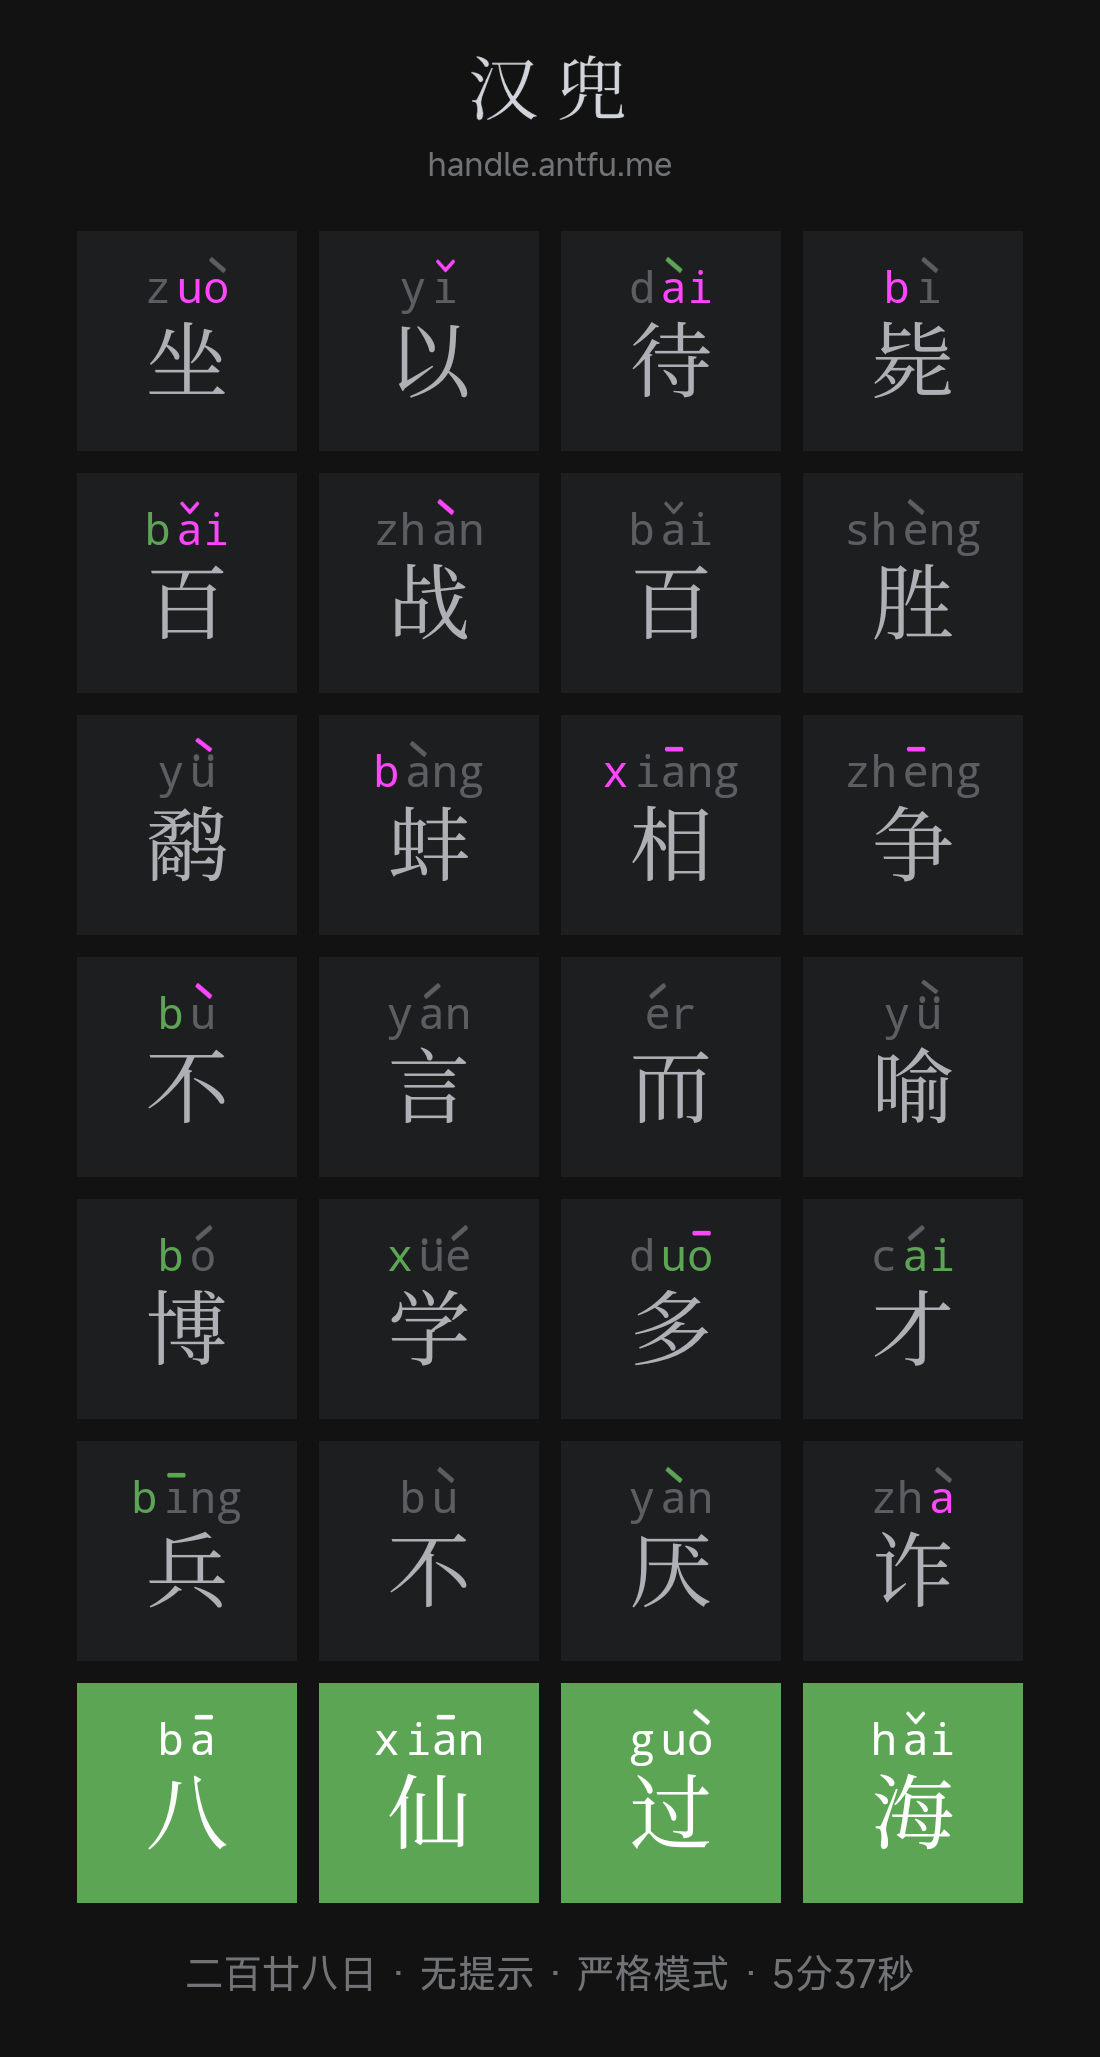 汉兜
handle.antfu.me
zuò yǐ dài bì
坐 以 待 毙
bǎi zhàn bǎi shèng
百 战 百 胜
yǜ bàng xiāng zhēng
鹬 蚌 相 争
bù yán ér yǜ
不 言 而 喻
bó xüé duō cái
博 学 多 才
bīng bù yàn zhà
兵 不 厌 诈
bā xiān guò hǎi
八 仙 过 海
二百廿八日 · 无提示 · 严格模式 · 5分37秒